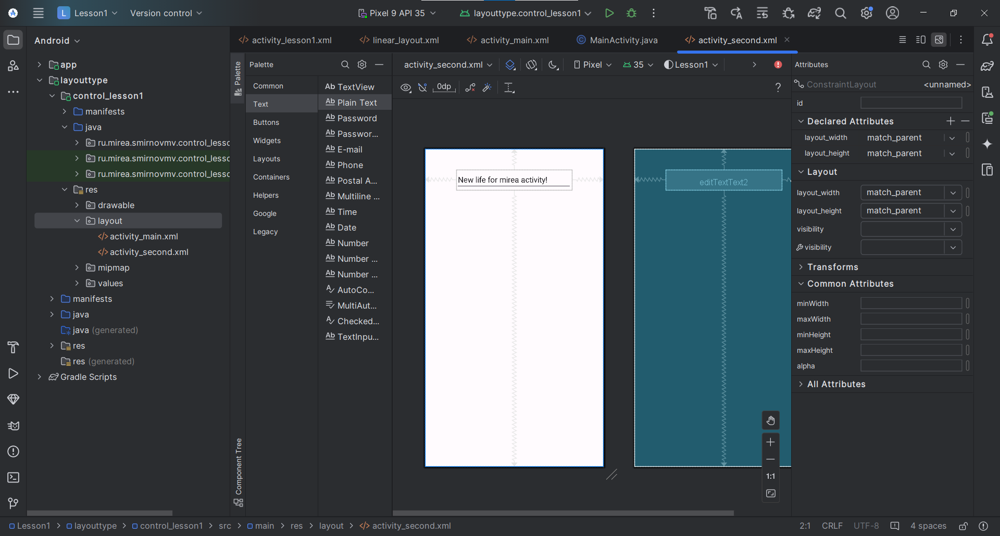 L Lesson1 Version control Pixel 9 API 35 layouttype.control_lesson1
Android
app
layouttype
control_lesson1
manifests
java
ru.mirea.smirnovmv.control_lesso
ru.mirea.smirnovmv.control_lesso
ru.mirea.smirnovmv.control_lesso
res
drawable
layout
activity_main.xml
activity_second.xml
mipmap
values
manifests
java
java (generated)
res
res (generated)
Gradle Scripts
activity_lesson1.xml linear_layout.xml activity_main.xml MainActivity.java activity_second.xml
Palette
Component Tree
Palette
Common
Text
Buttons
Widgets
Layouts
Containers
Helpers
Google
Legacy
Ab TextView
Ab Plain Text
Ab Password
Ab Passwor...
Ab E-mail
Ab Phone
Ab Postal A...
Ab Multiline ...
Ab Time
Ab Date
Ab Number
Ab Number ...
Ab Number ...
AutoCo...
MultiAut...
Checked...
Ab TextInpu...
activity_second.xml Pixel 35 Lesson1
0dp
?
New life for mirea activity!
editTextText2
1:1
Attributes
ConstraintLayout <unnamed>
id
Declared Attributes
layout_width match_parent
layout_height match_parent
Layout
layout_width match_parent
layout_height match_parent
visibility
visibility
Transforms
Common Attributes
minWidth
maxWidth
minHeight
maxHeight
alpha
All Attributes
Lesson1 > layouttype > control_lesson1 > src > main > res > layout > activity_second.xml
2:1 CRLF UTF-8 4 spaces